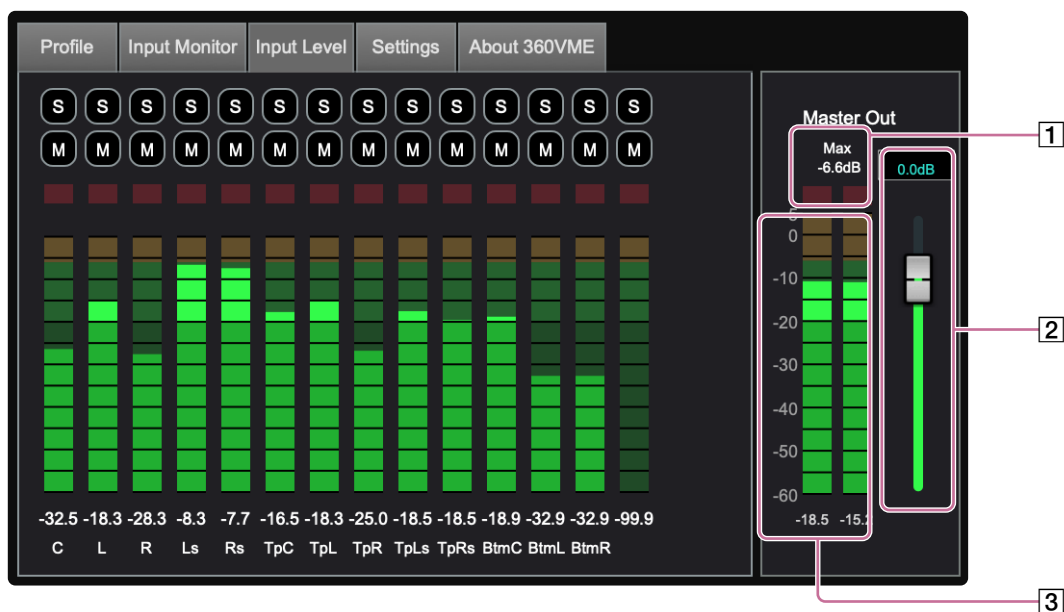 Profile Input Monitor Input Level Settings About 360VME
S S S S S S S S S S S S S S
M M M M M M M M M M M M M M
-32.5 -18.3 -28.3 -8.3 -7.7 -16.5 -18.3 -25.0 -18.5 -18.5 -18.9 -32.9 -32.9 -99.9
C L R Ls Rs TpC TpL TpR TpLs TpRs BtmC BtmL BtmR
Master Out
Max
-6.6dB
0.0dB
5
0
-10
-20
-30
-40
-50
-60
-18.5 -15.2
1
2
3